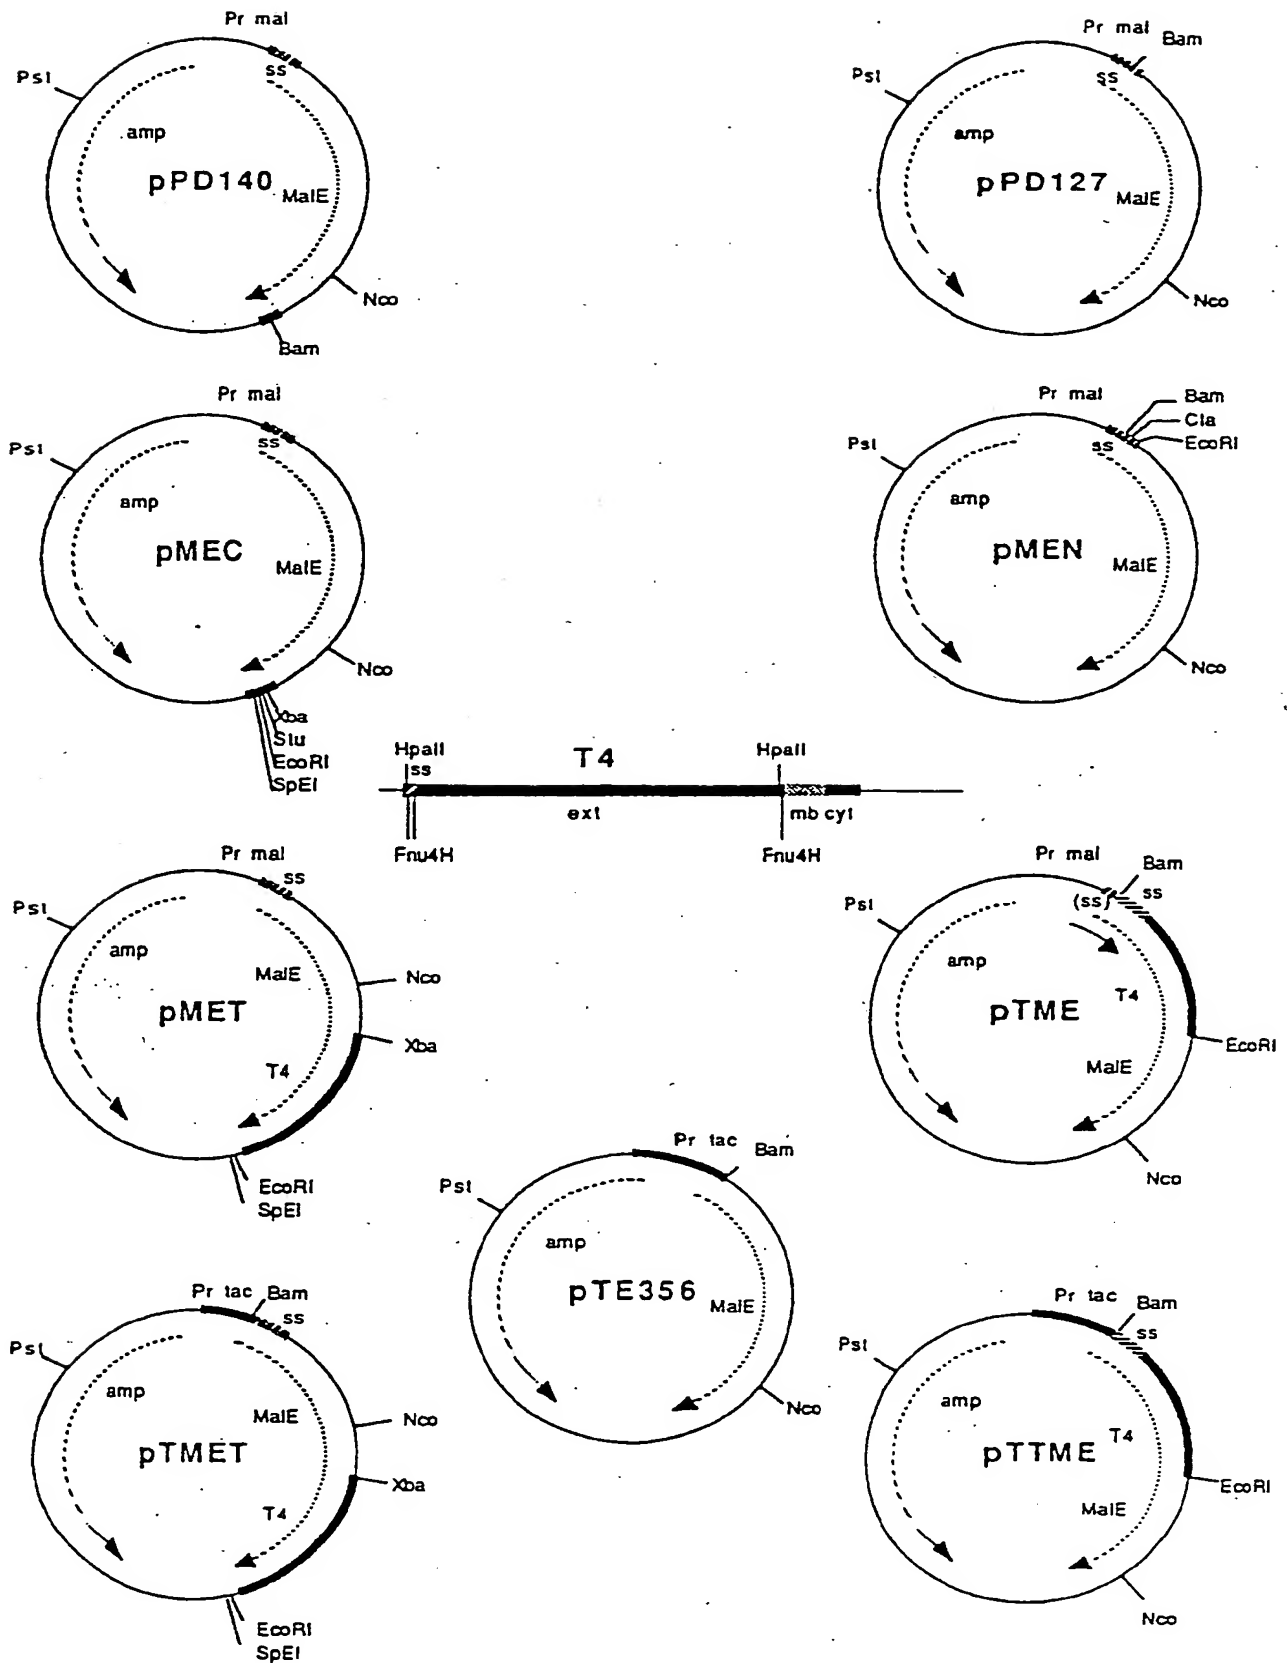 Pr mal
Pst
ss
amp
pPD140
MalE
Nco
Bam
Pr mal
Bam
Pst
ss
amp
pPD127
MalE
Nco
Pr mal
Pst
ss
amp
pMEC
MalE
Nco
Xba
Stu
EcoRI
SpEI
Pr mal
Bam
Cla
EcoRI
Pst
ss
amp
pMEN
MalE
Nco
HpaII
ss
T4
HpaII
ext
mb cyt
Fnu4H
Fnu4H
Pr mal
ss
Pst
amp
MalE
Nco
pMET
Xba
T4
EcoRI
SpEI
Pr mal
Bam
(ss)
ss
Pst
amp
T4
pTME
EcoRI
MalE
Nco
Pr tac
Bam
Pst
amp
pTE356
MalE
Nco
Pr tac
Bam
ss
Pst
amp
MalE
Nco
pTMET
Xba
T4
EcoRI
SpEI
Pr tac
Bam
ss
Pst
amp
T4
pTTME
EcoRI
MalE
Nco